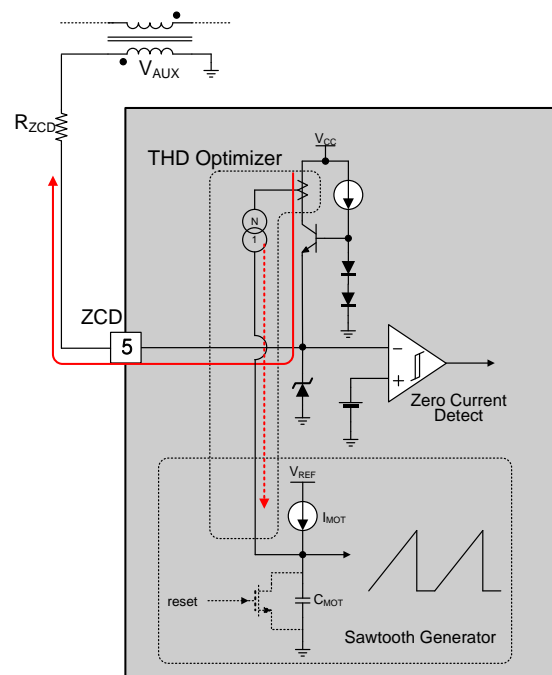 VAUX
RZCD
THD Optimizer
VCC
N
1
ZCD
5
−
+
Zero Current
Detect
VREF
IMOT
reset
CMOT
Sawtooth Generator